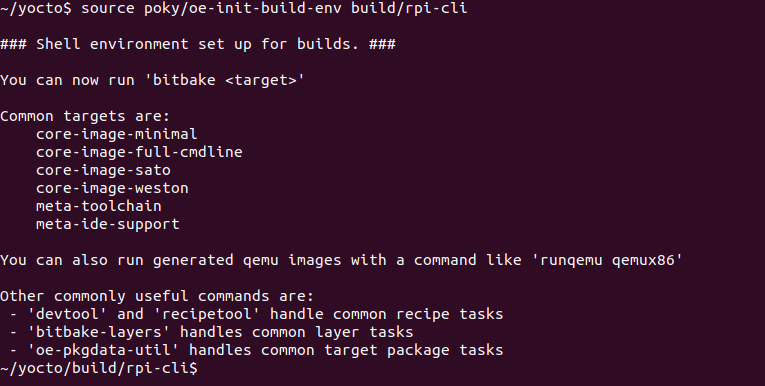 ~/yocto$ source poky/oe-init-build-env build/rpi-cli
### Shell environment set up for builds. ###
You can now run 'bitbake <target>'
Common targets are:
core-image-minimal
core-image-full-cmdline
core-image-sato
core-image-weston
meta-toolchain
meta-ide-support
You can also run generated qemu images with a command like 'runqemu qemux86'
Other commonly useful commands are:
- 'devtool' and 'recipetool' handle common recipe tasks
- 'bitbake-layers' handles common layer tasks
- 'oe-pkgdata-util' handles common target package tasks
~/yocto/build/rpi-cli$